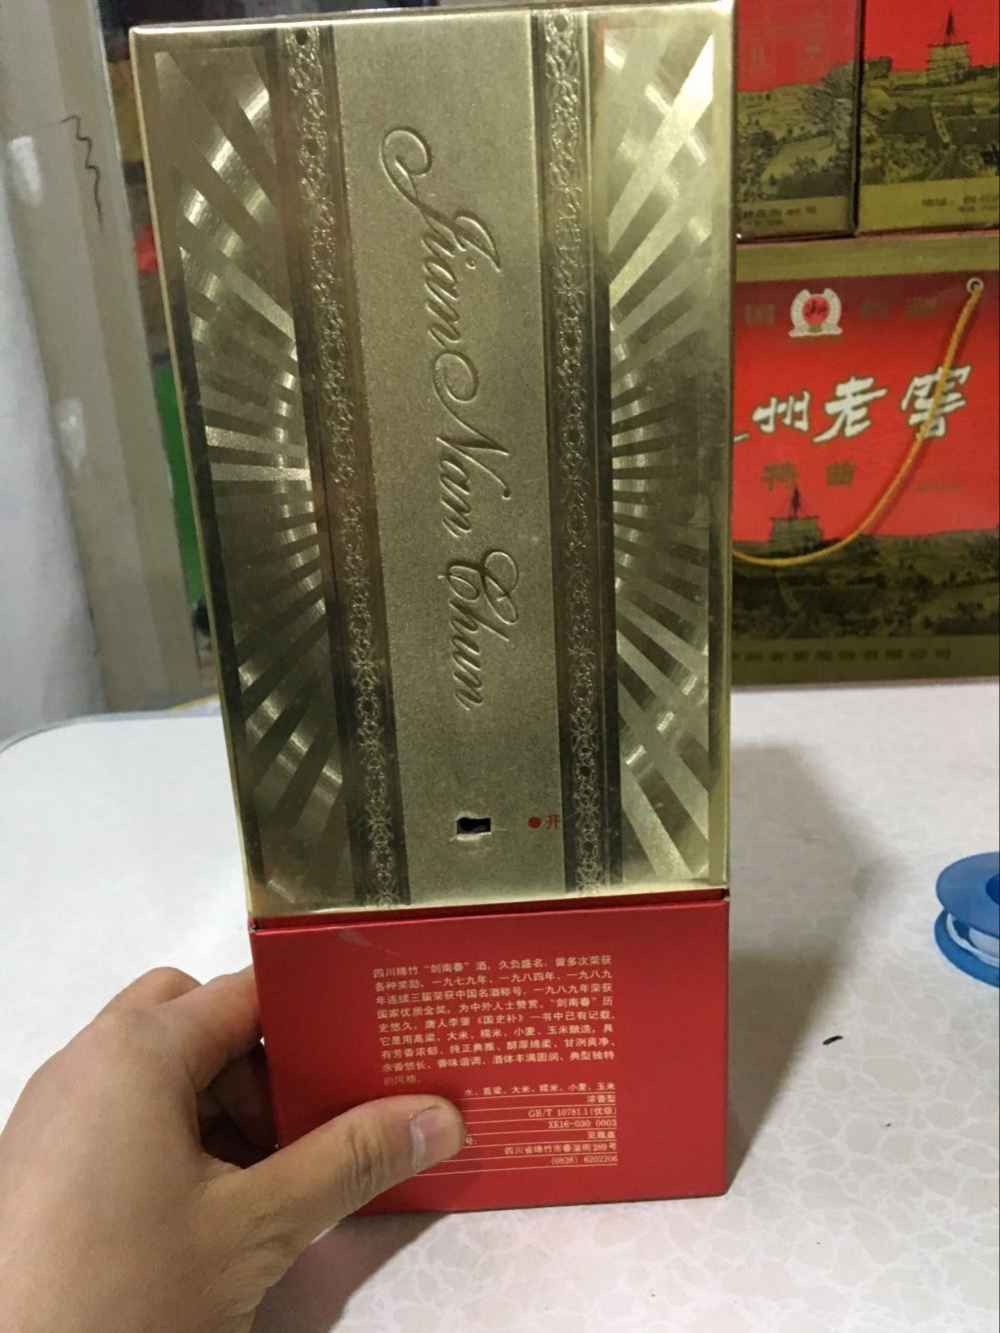 Jian Nan Chun
开
四川绵竹“剑南春”酒，久负盛名，曾多次荣获
各种奖励、一九七九年、一九八四年、一九八九
年连续三届荣获中国名酒称号，一九八九年荣获
国家优质金奖。为中外人士赞赏，“剑南春”历
史悠久，唐人李肇《国史补》一书中已有记载，
它是用高粱、大米、糯米、小麦、玉米酿造，具
有芳香浓郁、纯正典雅、醇厚绵柔、甘洌爽净、
余香悠长、香味谐调、酒体丰满圆润、典型独特
的风格。
水、高粱、大米、糯米、小麦、玉米
浓香型
GB/T 10781.1(优级)
XK16-030 0003
号：
见瓶盖
四川省绵竹市春溢街289号
(0838) 6202206
州老窖
特曲